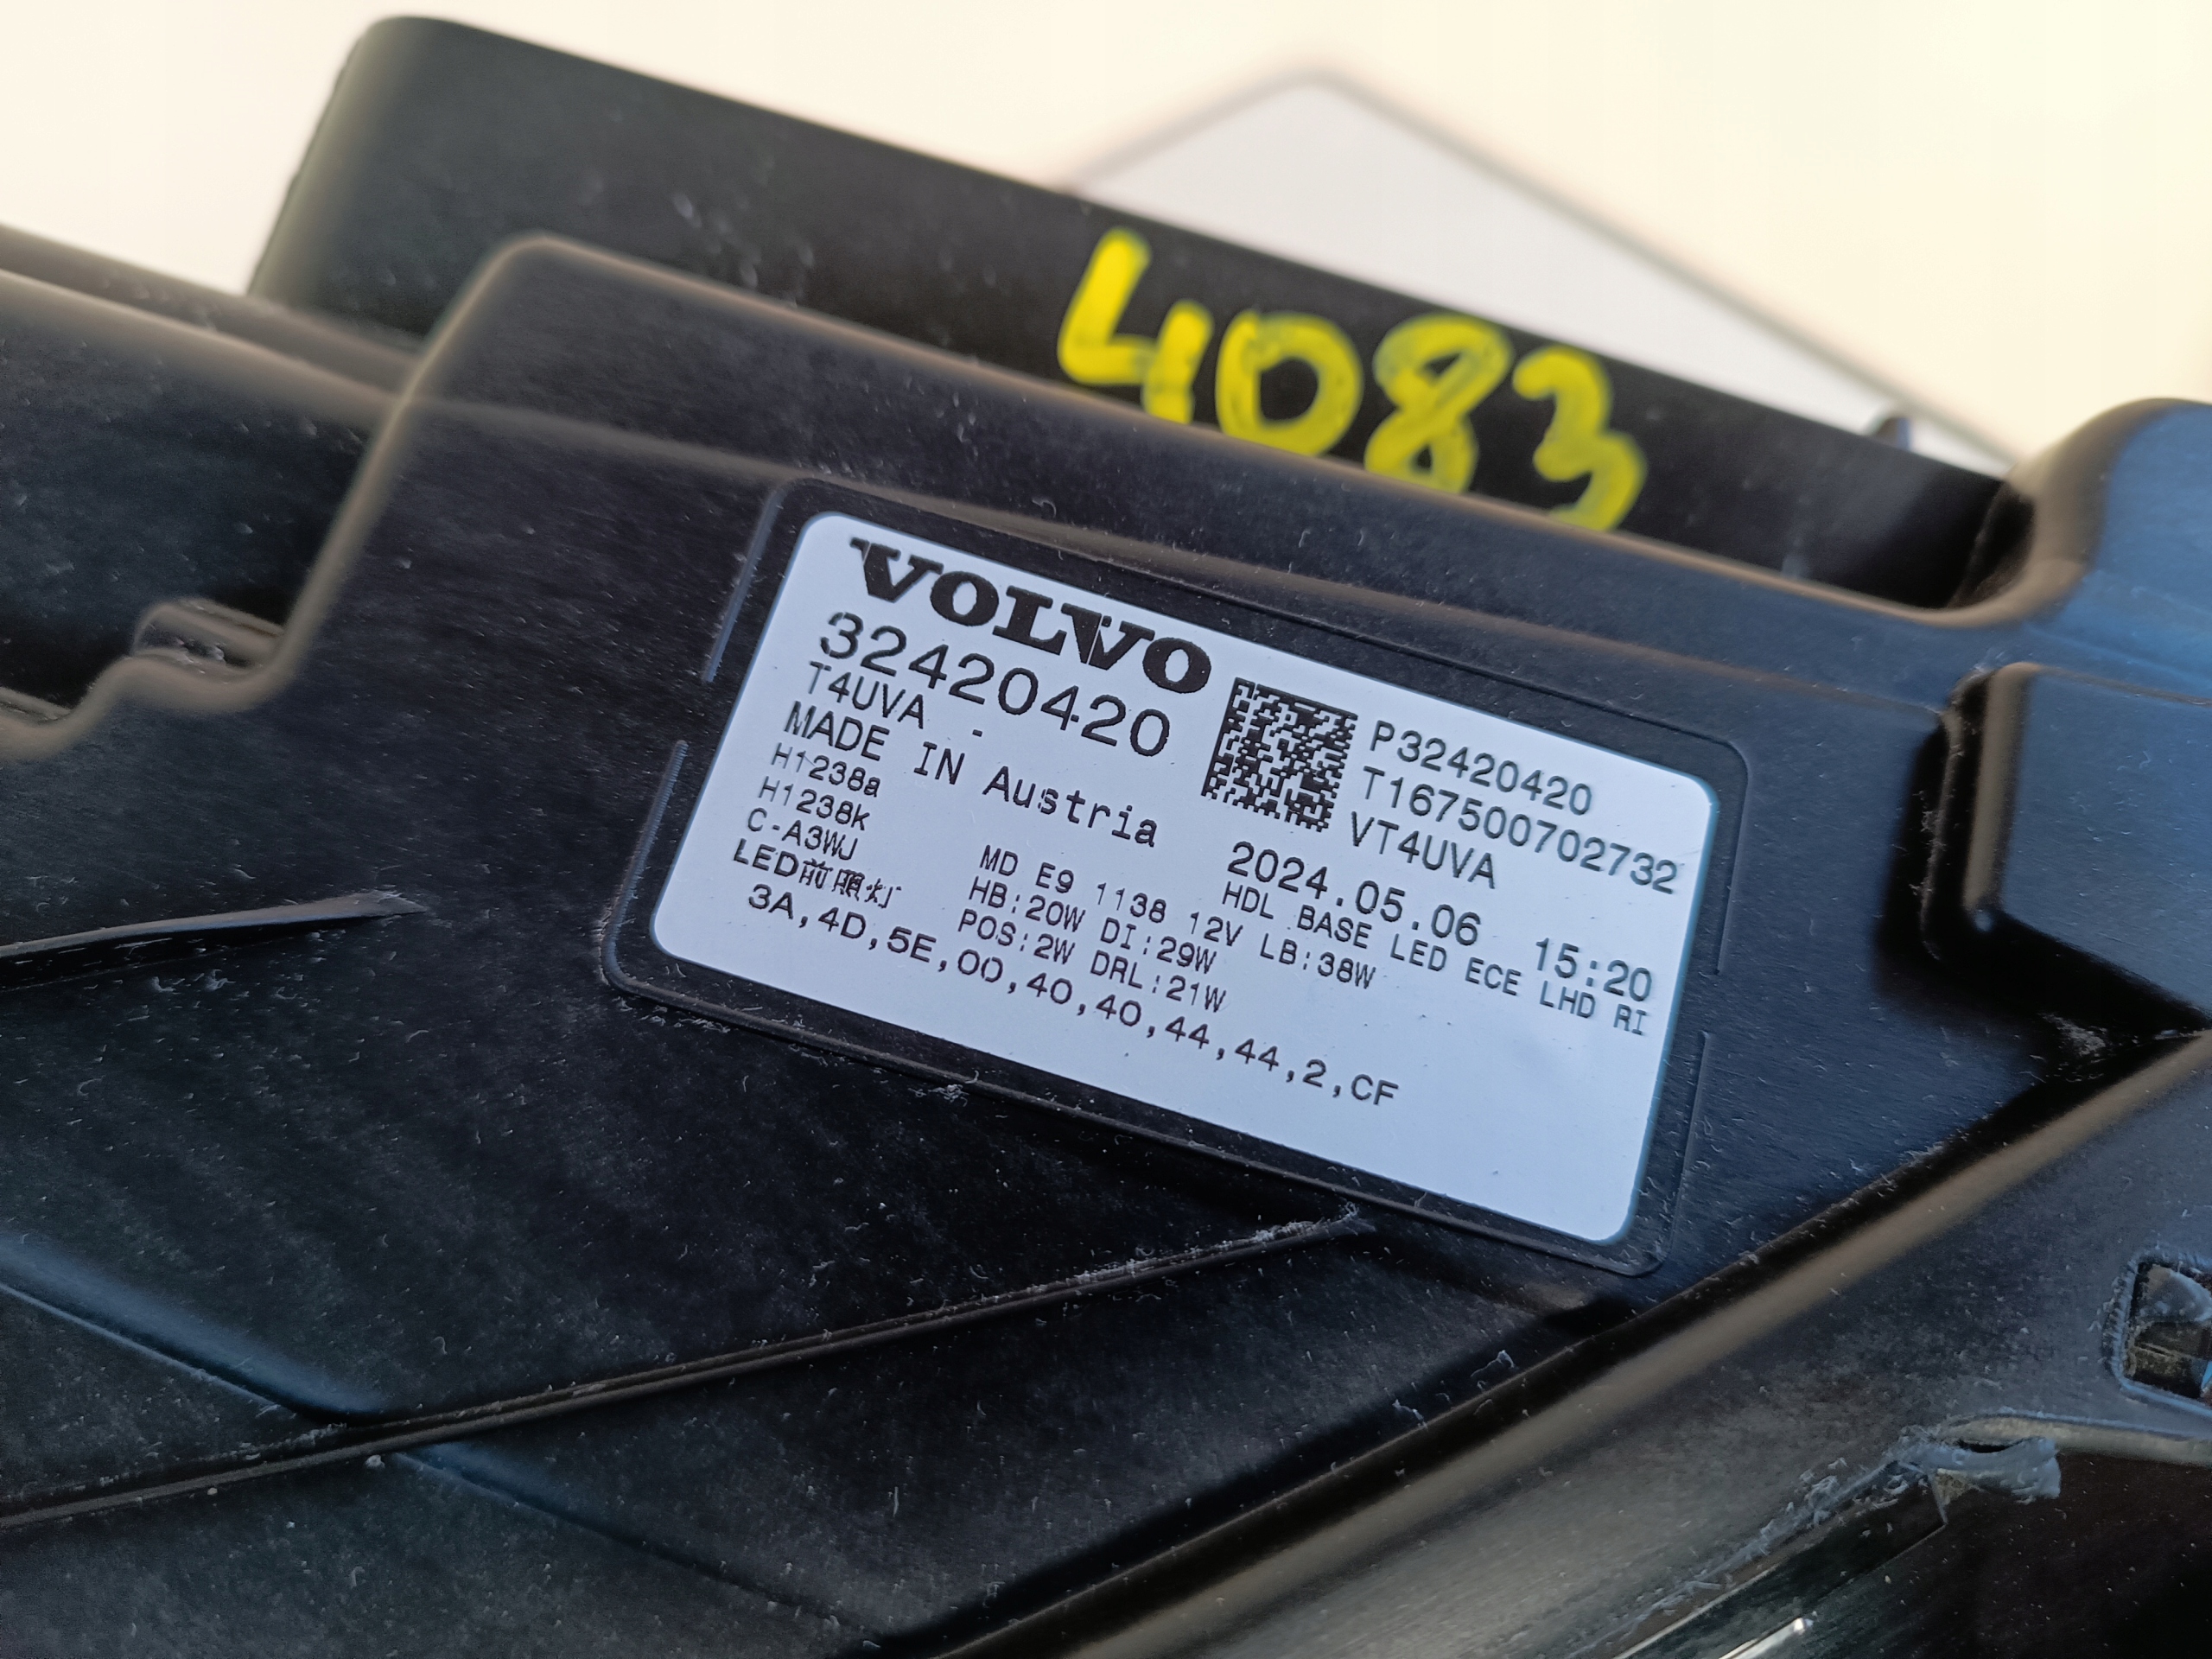 4083
VOLVO
32420420
T4UVA -
MADE IN Austria
H1238a
H1238k
C-A3WJ
LED前照灯
P32420420
T167500702732
VT4UVA
2024.05.06 15:20
HDL BASE LED ECE LHD RI
MD E9 1138 12V LB:38W
HB:20W DI:29W
POS:2W DRL:21W
3A,4D,5E,00,40,40,44,44,2,CF